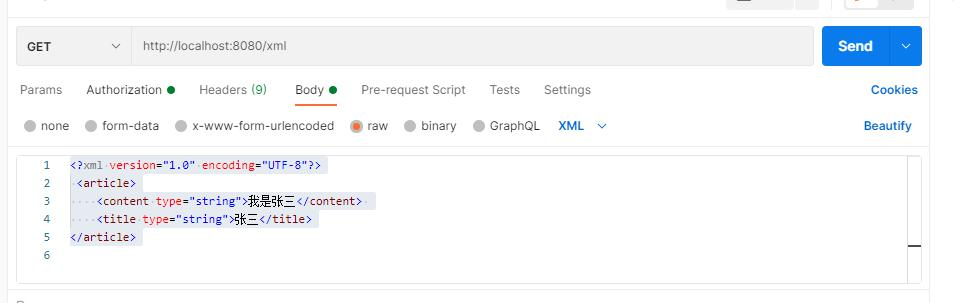 GET http://localhost:8080/xml Send
Params Authorization Headers (9) Body Pre-request Script Tests Settings Cookies
none form-data x-www-form-urlencoded raw binary GraphQL XML Beautify
1 <?xml version="1.0" encoding="UTF-8"?>
2 <article>
3 <content type="string">我是张三</content>
4 <title type="string">张三</title>
5 </article>
6